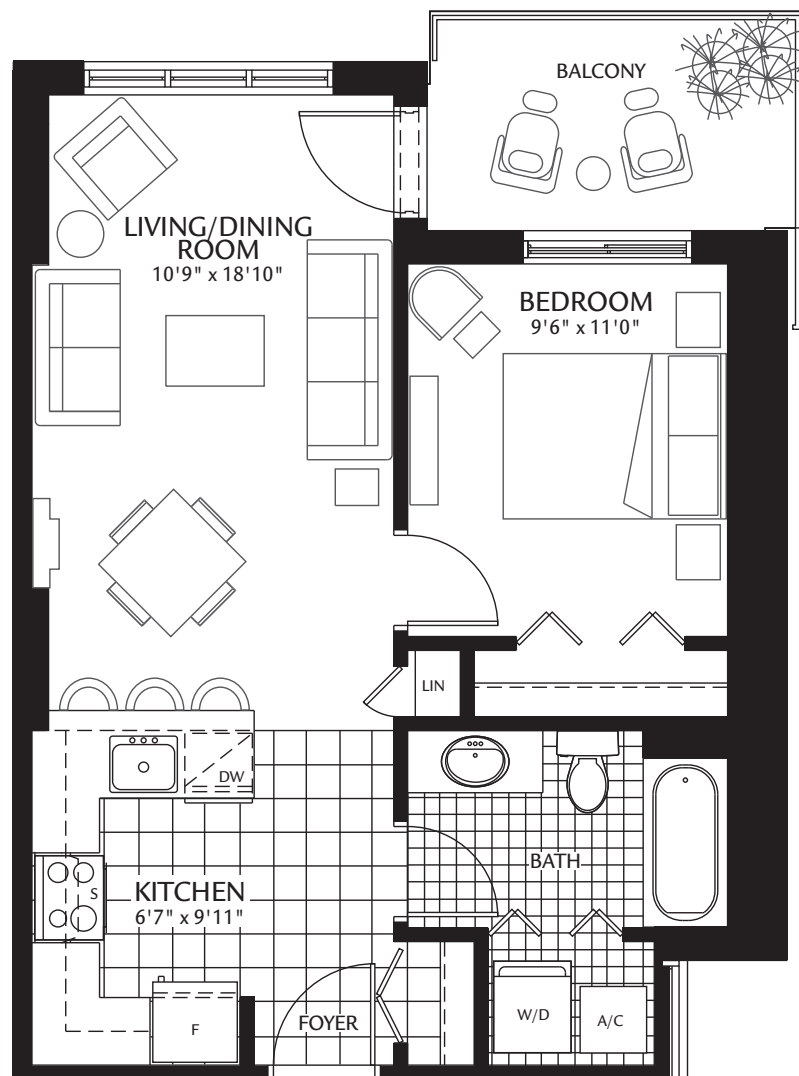 BALCONY
LIVING/DINING
ROOM
10'9" x 18'10"
BEDROOM
9'6" x 11'0"
LIN
DW
BATH
S
KITCHEN
6'7" x 9'11"
W/D
A/C
FOYER
F